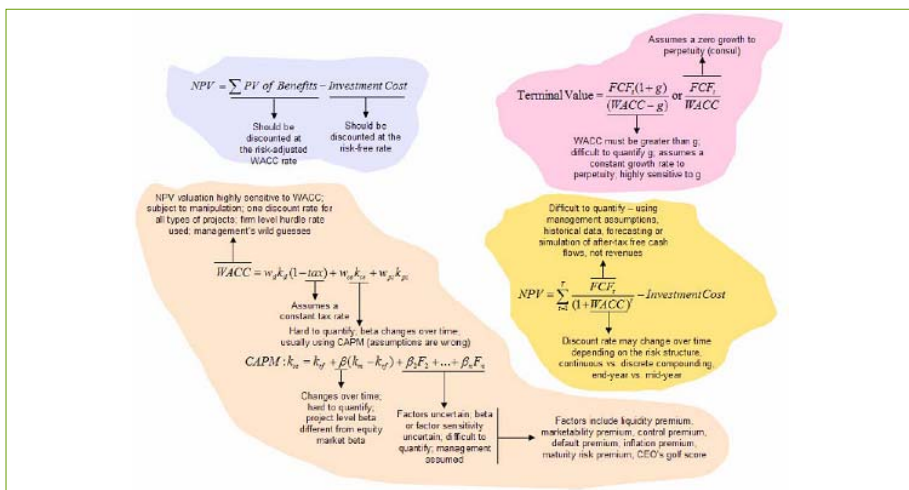 NPV = ∑ PV of Benefits − Investment Cost
Should be
discounted at
the risk-adjusted
WACC rate
Should be
discounted at the
risk-free rate
Assumes a zero growth to
perpetuity (consul)
Terminal Value = FCF_t(1+g) / (WACC − g) or FCF_t / WACC
WACC must be greater than g;
difficult to quantify g; assumes a
constant growth rate to
perpetuity; highly sensitive to g
NPV valuation highly sensitive to WACC;
subject to manipulation; one discount rate for
all types of projects; firm level hurdle rate
used; management's wild guesses
WACC = w_d k_d (1 − tax) + w_ce k_ce + w_pc k_pc
Assumes a
constant tax rate
Hard to quantify; beta changes over time;
usually using CAPM (assumptions are wrong)
CAPM : k_ce = k_rf + β(k_m − k_rf) + β_2F_2 + ... + β_nF_n
Changes over time;
hard to quantify;
project level beta
different from equity
market beta
Factors uncertain; beta
or factor sensitivity
uncertain; difficult to
quantify; management
assumed
Factors include liquidity premium,
marketability premium, control premium,
default premium, inflation premium,
maturity risk premium, CEO's golf score
Difficult to quantify – using
management assumptions,
historical data, forecasting or
simulation of after-tax free cash
flows, not revenues
NPV = ∑ FCF_t / (1 + WACC)^t − Investment Cost
Discount rate may change over time
depending on the risk structure,
continuous vs. discrete compounding,
end-year vs. mid-year